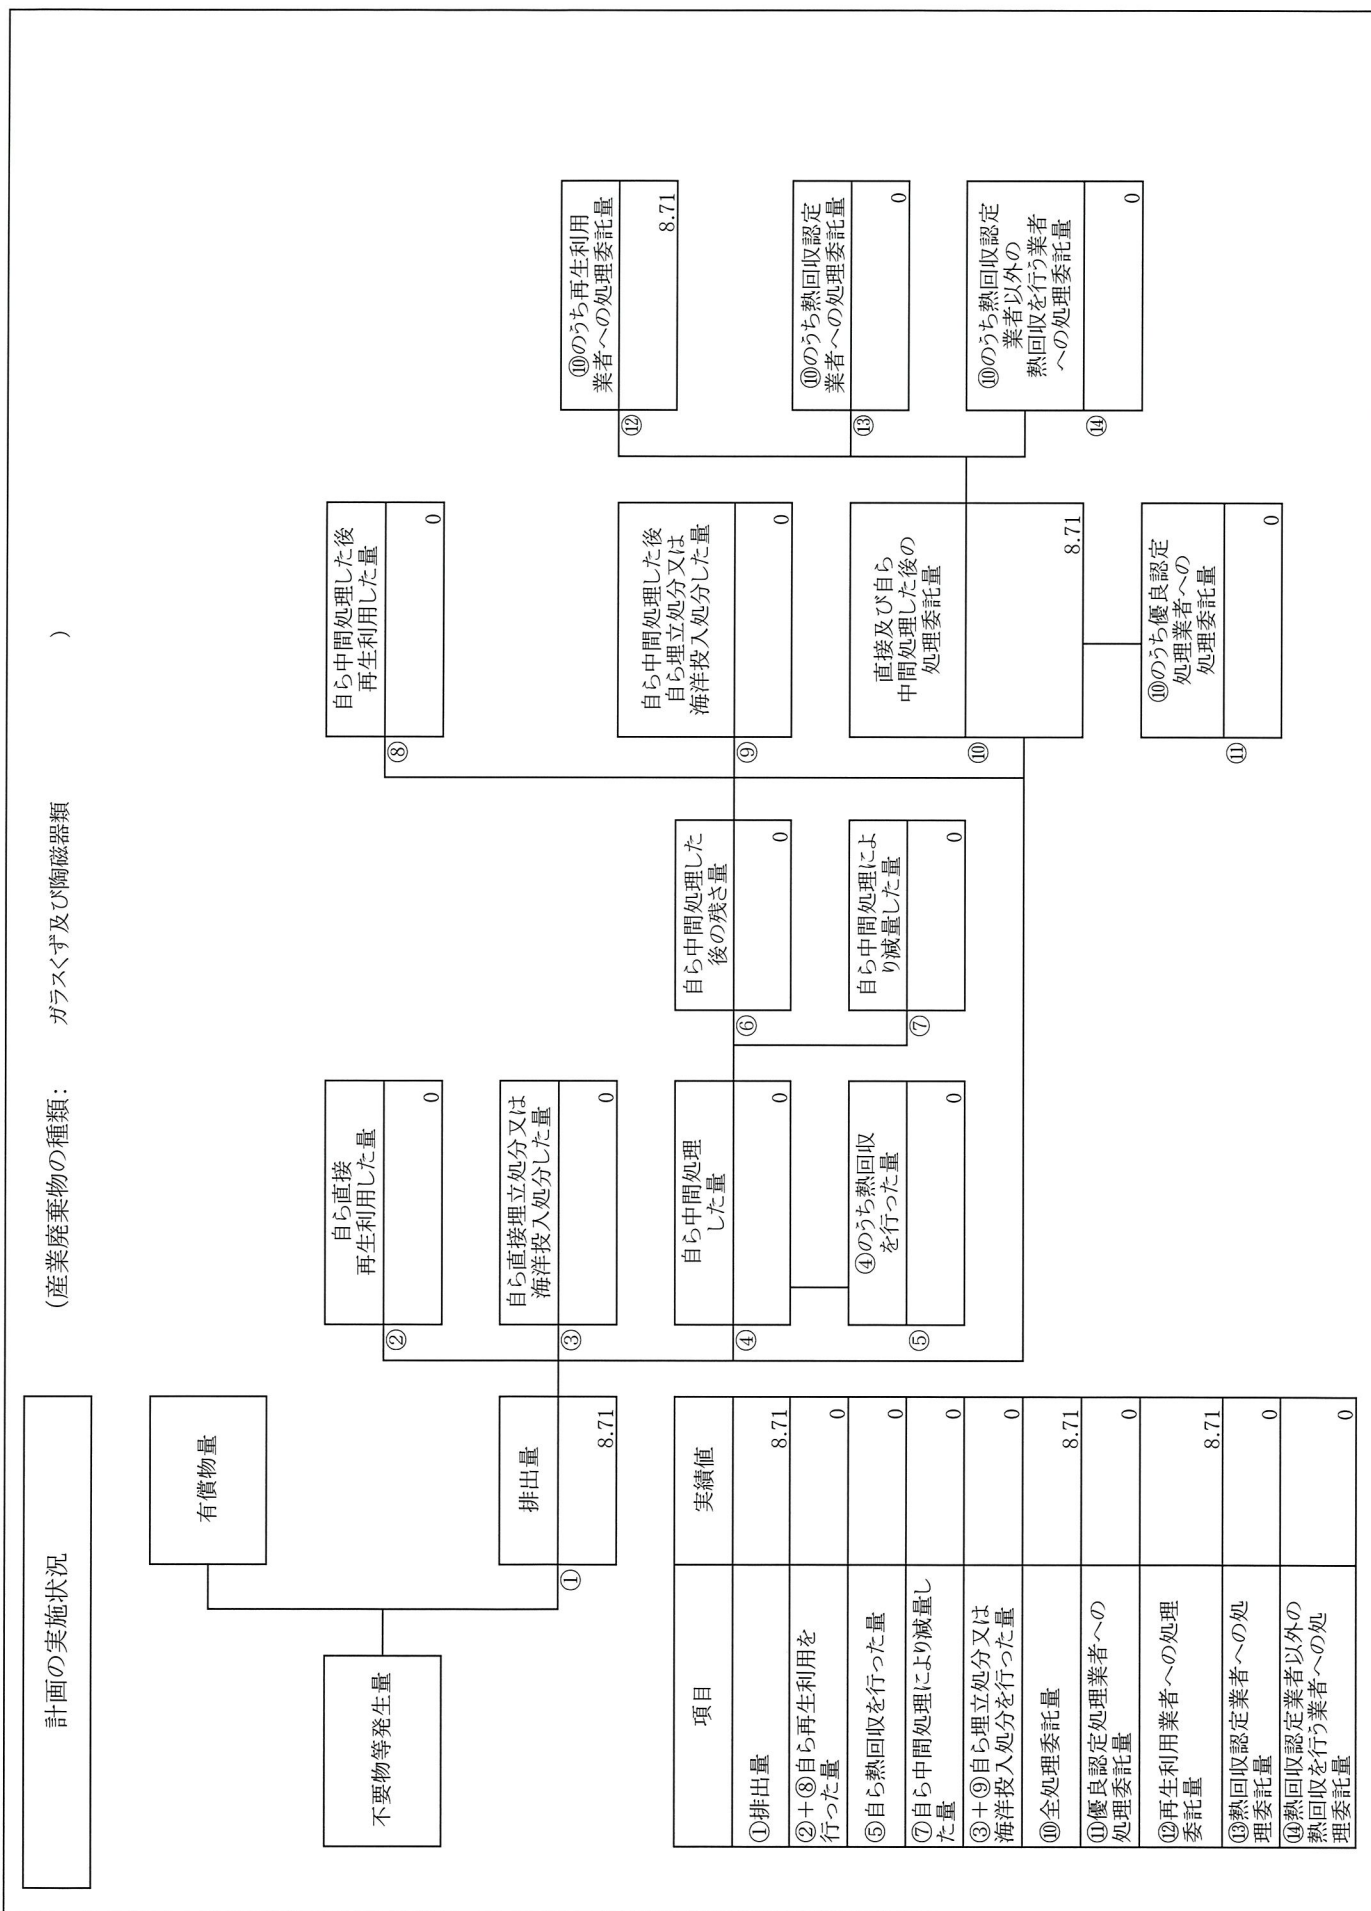 計画の実施状況
(産業廃棄物の種類： ガラスくず及び陶磁器類 )
不要物等発生量
有償物量
①
排出量
8.71
②
自ら直接
再生利用した量
0
③
自ら直接埋立処分又は
海洋投入処分した量
0
④
自ら中間処理
した量
0
⑤
④のうち熱回収
を行った量
0
⑥
自ら中間処理した
後の残さ量
0
⑦
自ら中間処理によ
り減量した量
0
⑧
自ら中間処理した後
再生利用した量
0
⑨
自ら中間処理した後
自ら埋立処分又は
海洋投入処分した量
0
⑩
直接及び自ら
中間処理した後の
処理委託量
8.71
⑪
⑩のうち優良認定
処理業者への
処理委託量
0
⑫
⑩のうち再生利用
業者への処理委託量
8.71
⑬
⑩のうち熱回収認定
業者への処理委託量
0
⑭
⑩のうち熱回収認定
業者以外の
熱回収を行う業者
への処理委託量
0
項目 実績値
①排出量 8.71
②＋⑧自ら再生利用を
行った量 0
⑤自ら熱回収を行った量 0
⑦自ら中間処理により減量し
た量 0
③＋⑨自ら埋立処分又は
海洋投入処分を行った量 0
⑩全処理委託量 8.71
⑪優良認定処理業者への
処理委託量 0
⑫再生利用業者への処理
委託量 8.71
⑬熱回収認定業者への処
理委託量 0
⑭熱回収認定業者以外の
熱回収を行う業者への処
理委託量 0